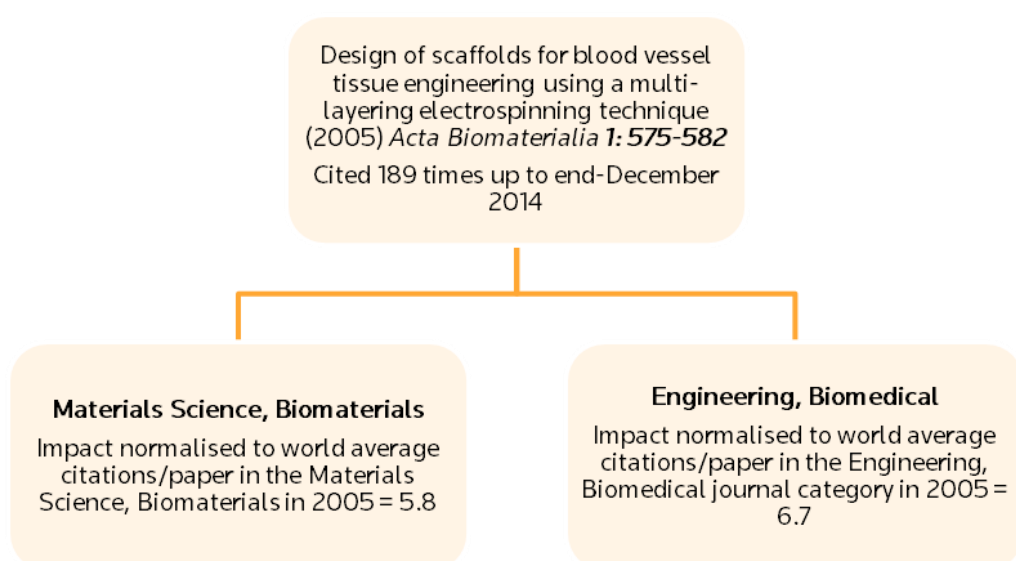 Design of scaffolds for blood vessel
tissue engineering using a multi-
layering electrospinning technique
(2005) Acta Biomaterialia 1: 575-582
Cited 189 times up to end-December
2014
Materials Science, Biomaterials
Impact normalised to world average
citations/paper in the Materials
Science, Biomaterials in 2005 = 5.8
Engineering, Biomedical
Impact normalised to world average
citations/paper in the Engineering,
Biomedical journal category in 2005 =
6.7